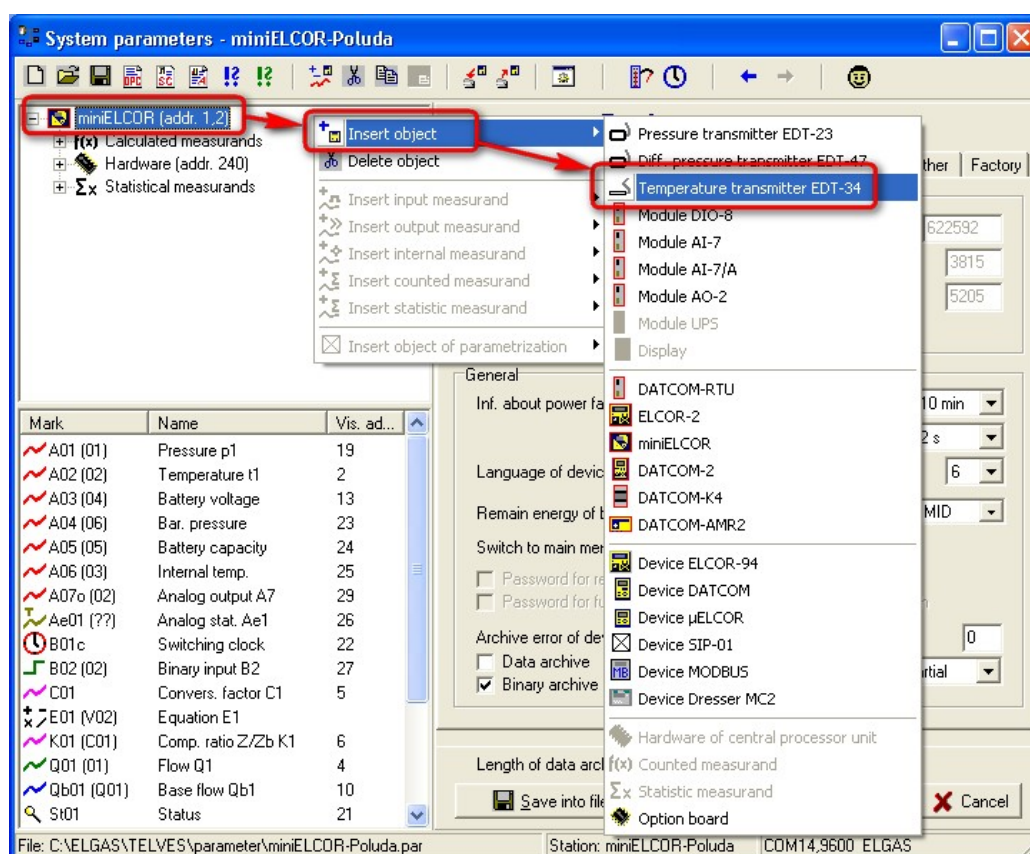 System parameters - miniELCOR-Poluda
miniELCOR (addr. 1,2)
f(x) Calculated measurands
Hardware (addr. 240)
Σx Statistical measurands
Insert object
Delete object
Insert input measurand
Insert output measurand
Insert internal measurand
Insert counted measurand
Insert statistic measurand
Insert object of parametrization
Pressure transmitter EDT-23
Diff. pressure transmitter EDT-47
Temperature transmitter EDT-34
Module DIO-8
Module AI-7
Module AI-7/A
Module AO-2
Module UPS
Display
DATCOM-RTU
ELCOR-2
miniELCOR
DATCOM-2
DATCOM-K4
DATCOM-AMR2
Device ELCOR-94
Device DATCOM
Device µELCOR
Device SIP-01
MB Device MODBUS
Device Dresser MC2
Hardware of central processor unit
f(x) Counted measurand
Σx Statistic measurand
Option board
Factory
622592
3815
5205
General
Inf. about power
10 min
2 s
Language of
6
Remain energy of
MID
Switch to main
Password for
Password for
Archive error of
0
Data archive
Binary archive
Length of data
Save into
Cancel
Mark Name Vis. ad...
A01 (01) Pressure p1 19
A02 (02) Temperature t1 2
A03 (04) Battery voltage 13
A04 (06) Bar. pressure 23
A05 (05) Battery capacity 24
A06 (03) Internal temp. 25
A07o (02) Analog output A7 29
Ae01 (??) Analog stat. Ae1 26
B01c Switching clock 22
B02 (02) Binary input B2 27
C01 Convers. factor C1 5
E01 (V02) Equation E1
K01 (C01) Comp. ratio Z/Zb K1 6
Q01 (01) Flow Q1 4
Qb01 (Q01) Base flow Qb1 10
St01 Status 21
File: C:\ELGAS\TELVES\parameter\miniELCOR-Poluda.par Station: miniELCOR-Poluda COM14,9600 ELGAS